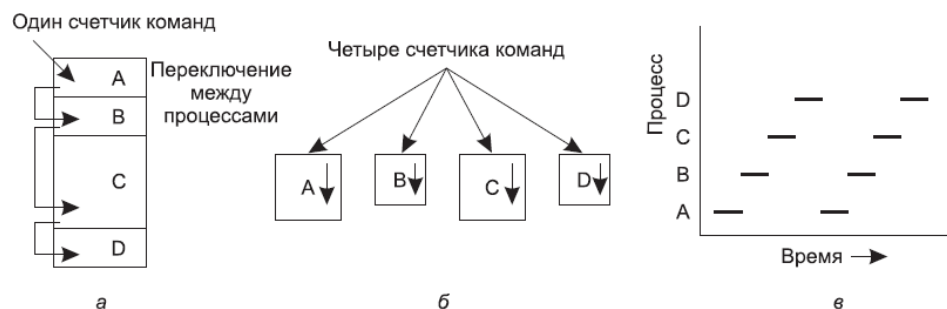 Один счетчик команд
A
B
C
D
Переключение
между
процессами
а
Четыре счетчика команд
A
B
C
D
б
Процесс
D
C
B
A
Время
в